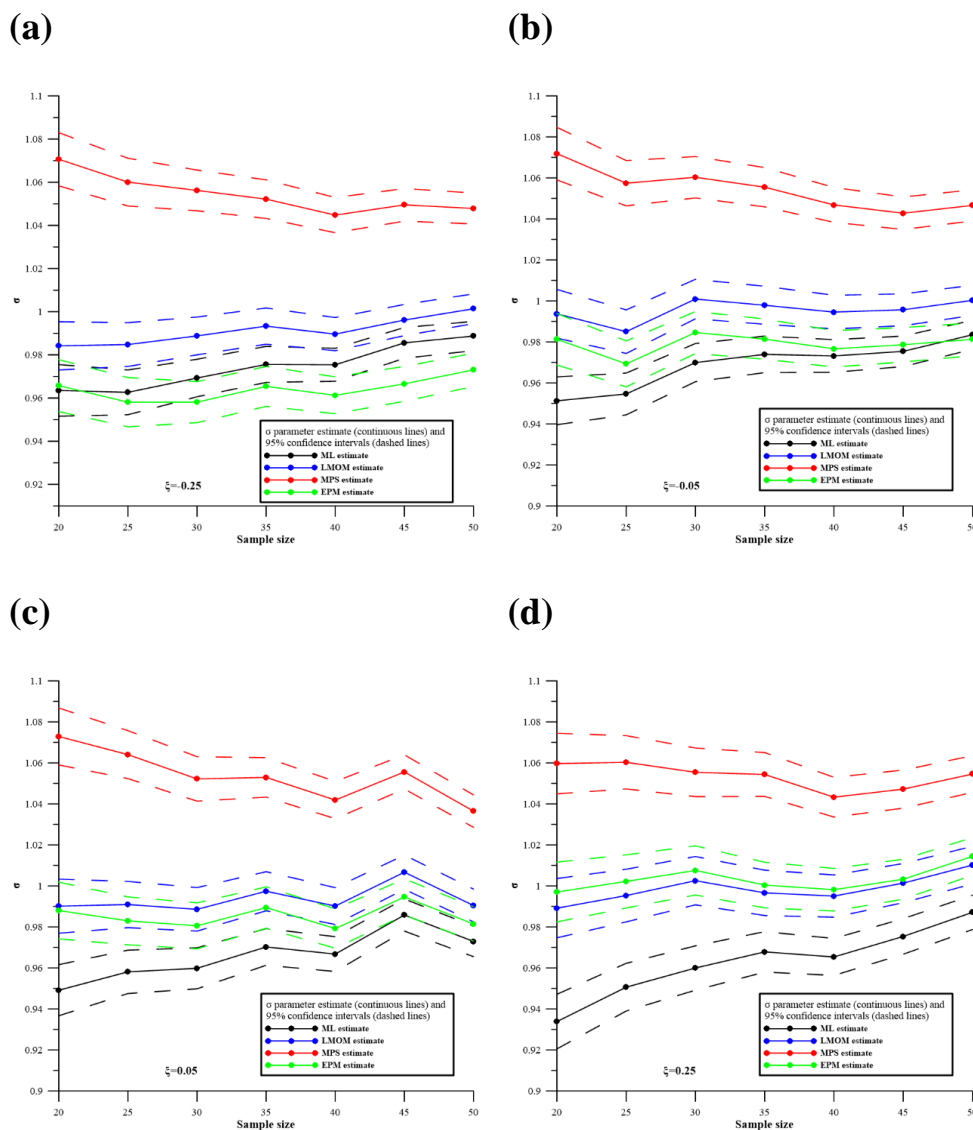 (a)
1.1
1.08
1.06
1.04
1.02
1
0.98
0.96
0.94
0.92
σ
σ parameter estimate (continuous lines) and
95% confidence intervals (dashed lines)
ML estimate
LMOM estimate
MPS estimate
EPM estimate
ξ=-0.25
20 25 30 35 40 45 50
Sample size
(b)
1.1
1.08
1.06
1.04
1.02
1
0.98
0.96
0.94
0.92
0.9
σ
σ parameter estimate (continuous lines) and
95% confidence intervals (dashed lines)
ML estimate
LMOM estimate
MPS estimate
EPM estimate
ξ=-0.05
20 25 30 35 40 45 50
Sample size
(c)
1.1
1.08
1.06
1.04
1.02
1
0.98
0.96
0.94
0.92
0.9
σ
σ parameter estimate (continuous lines) and
95% confidence intervals (dashed lines)
ML estimate
LMOM estimate
MPS estimate
EPM estimate
ξ=0.05
20 25 30 35 40 45 50
Sample size
(d)
1.1
1.08
1.06
1.04
1.02
1
0.98
0.96
0.94
0.92
0.9
σ
σ parameter estimate (continuous lines) and
95% confidence intervals (dashed lines)
ML estimate
LMOM estimate
MPS estimate
EPM estimate
ξ=0.25
20 25 30 35 40 45 50
Sample size